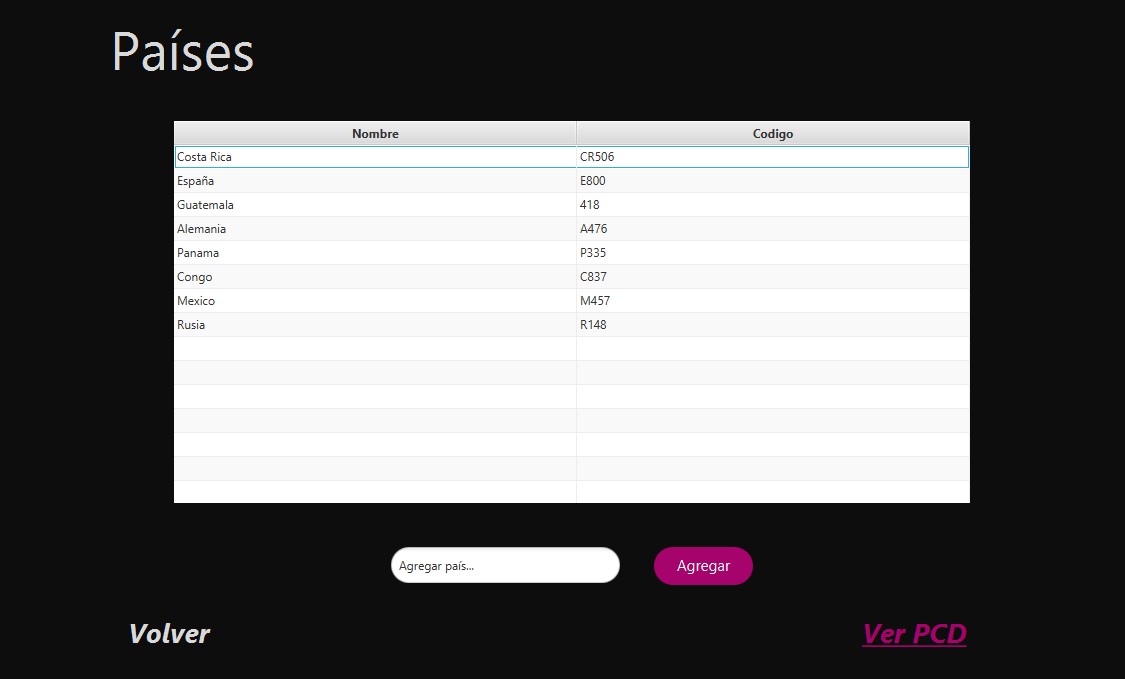 Países
Nombre Codigo
Costa Rica CR506
España E800
Guatemala 418
Alemania A476
Panama P335
Congo C837
Mexico M457
Rusia R148
Agregar país... Agregar
Volver Ver PCD